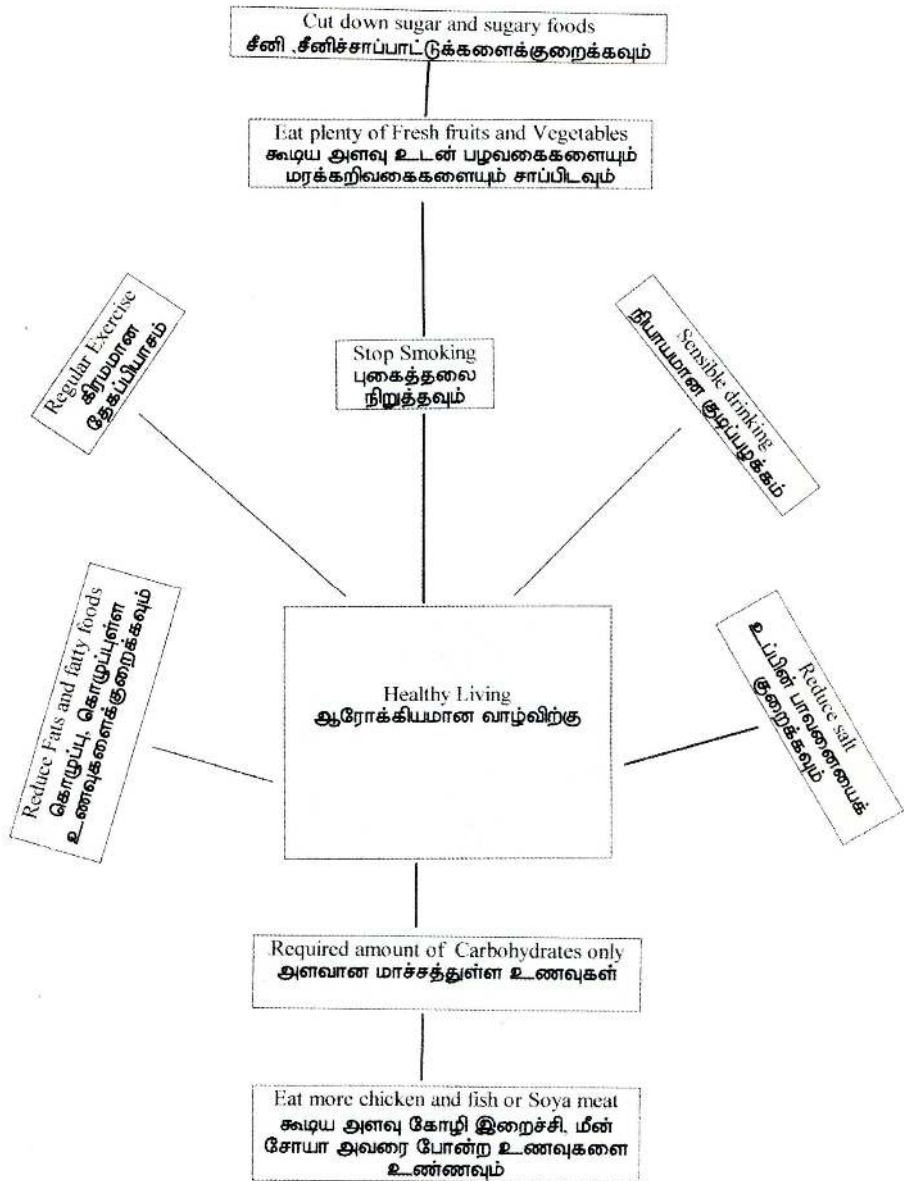 Cut down sugar and sugary foods
சீனி ,சீனிச்சாப்பாட்டுக்களைக்குறைக்கவும்
Eat plenty of Fresh fruits and Vegetables
கூடிய அளவு உடன் பழவகைகளையும்
மரக்கறிவகைகளையும் சாப்பிடவும்
Regular Exercise
கிரமமான
தேகப்பியாசம்
Stop Smoking
புகைத்தலை
நிறுத்தவும்
Sensible drinking
நியாயமான குடிப்பழக்கம்
Reduce Fats and fatty foods
கொழுப்பு, கொழுப்புள்ள
உணவுகளைக்குறைக்கவும்
Healthy Living
ஆரோக்கியமான வாழ்விற்கு
Reduce salt
உப்பின் பாவனையைக்
குறைக்கவும்
Required amount of Carbohydrates only
அளவான மாச்சத்துள்ள உணவுகள்
Eat more chicken and fish or Soya meat
கூடிய அளவு கோழி இறைச்சி, மீன்
சோயா அவரை போன்ற உணவுகளை
உண்ணவும்